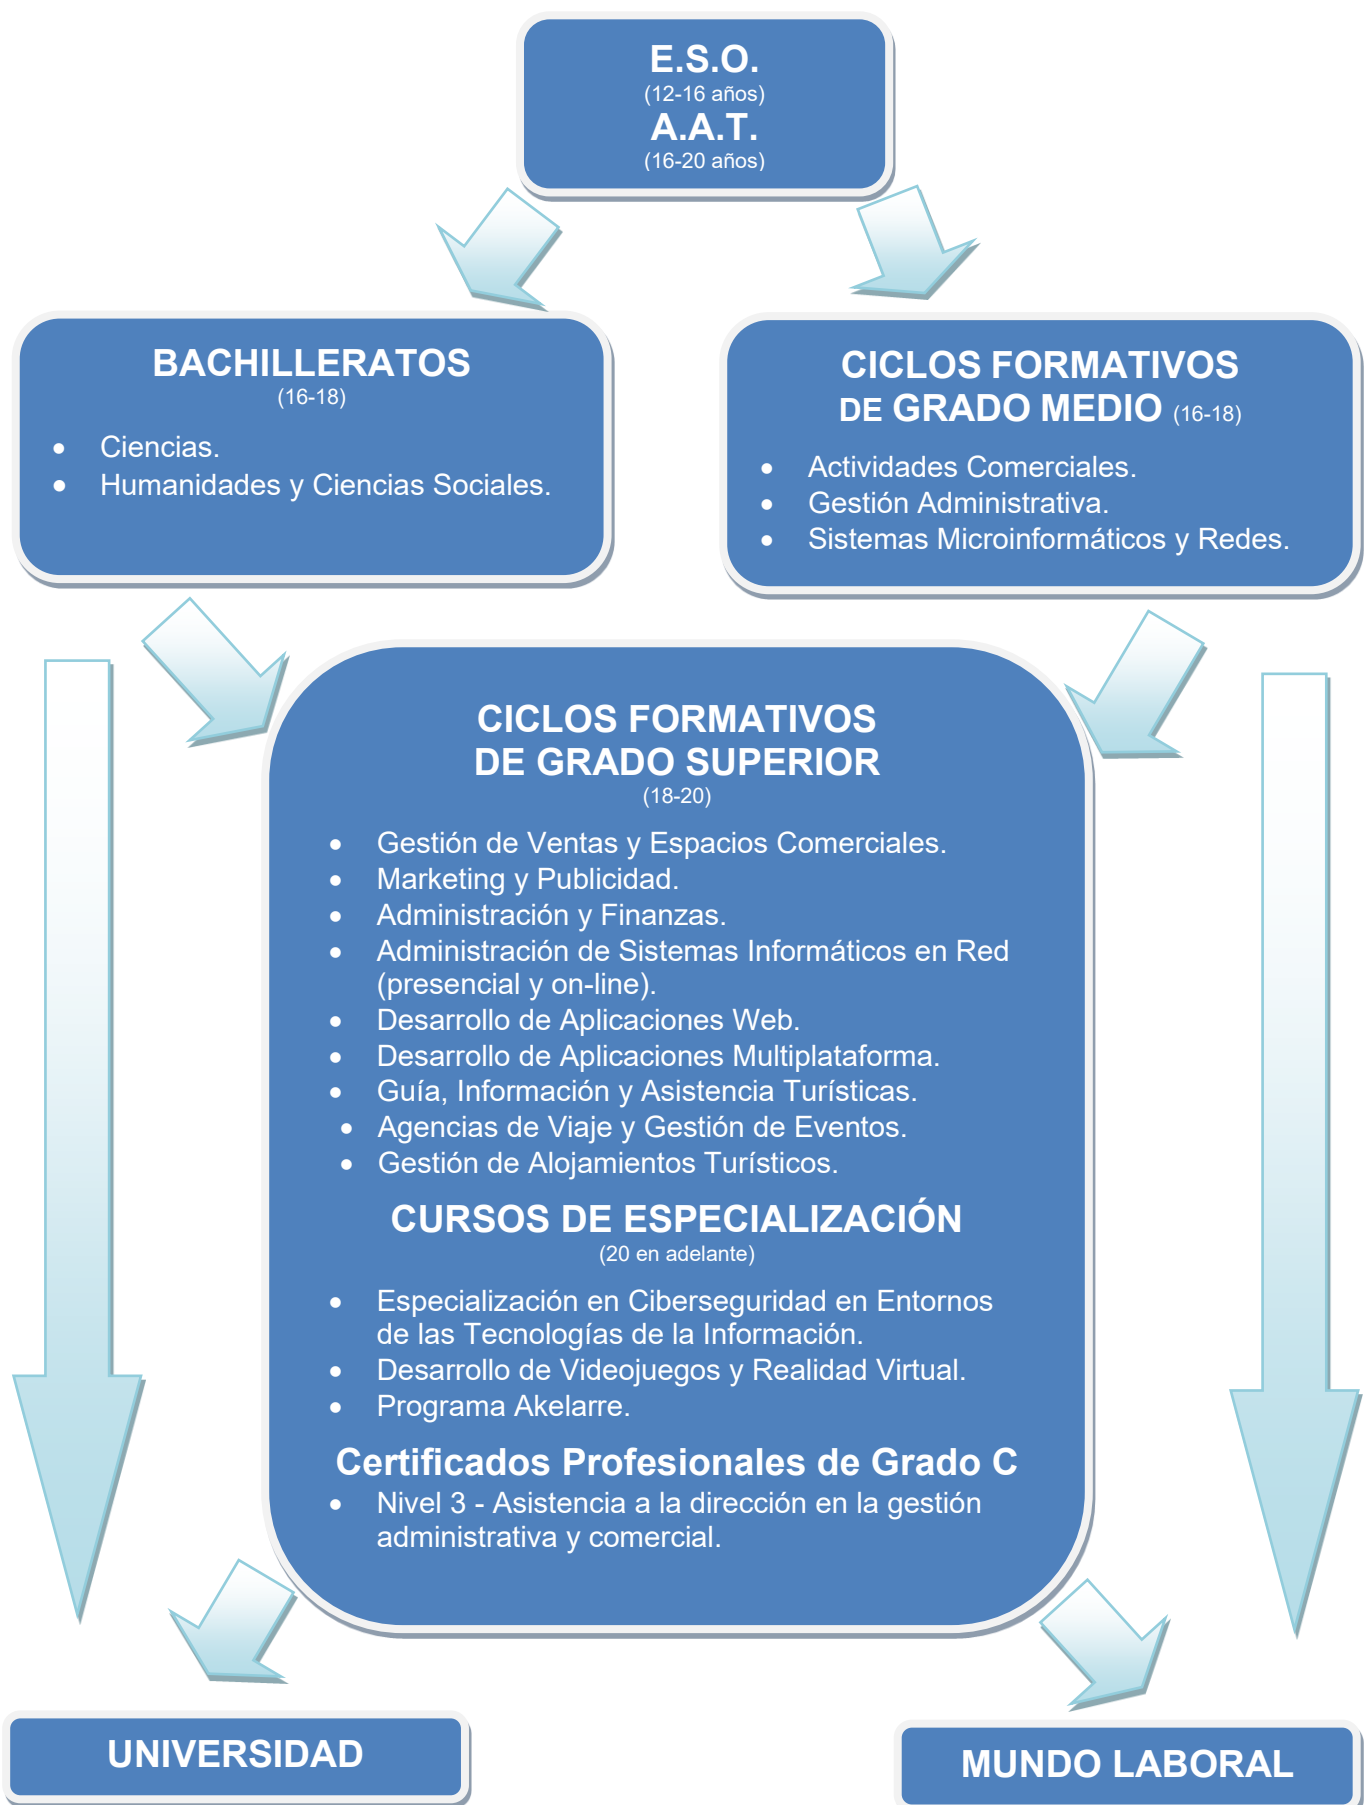 E.S.O.
(12-16 años)
A.A.T.
(16-20 años)
BACHILLERATOS
(16-18)
• Ciencias.
• Humanidades y Ciencias Sociales.
CICLOS FORMATIVOS
DE GRADO MEDIO (16-18)
• Actividades Comerciales.
• Gestión Administrativa.
• Sistemas Microinformáticos y Redes.
CICLOS FORMATIVOS
DE GRADO SUPERIOR
(18-20)
• Gestión de Ventas y Espacios Comerciales.
• Marketing y Publicidad.
• Administración y Finanzas.
• Administración de Sistemas Informáticos en Red
(presencial y on-line).
• Desarrollo de Aplicaciones Web.
• Desarrollo de Aplicaciones Multiplataforma.
• Guía, Información y Asistencia Turísticas.
• Agencias de Viaje y Gestión de Eventos.
• Gestión de Alojamientos Turísticos.
CURSOS DE ESPECIALIZACIÓN
(20 en adelante)
• Especialización en Ciberseguridad en Entornos
de las Tecnologías de la Información.
• Desarrollo de Videojuegos y Realidad Virtual.
• Programa Akelarre.
Certificados Profesionales de Grado C
• Nivel 3 - Asistencia a la dirección en la gestión
administrativa y comercial.
UNIVERSIDAD
MUNDO LABORAL